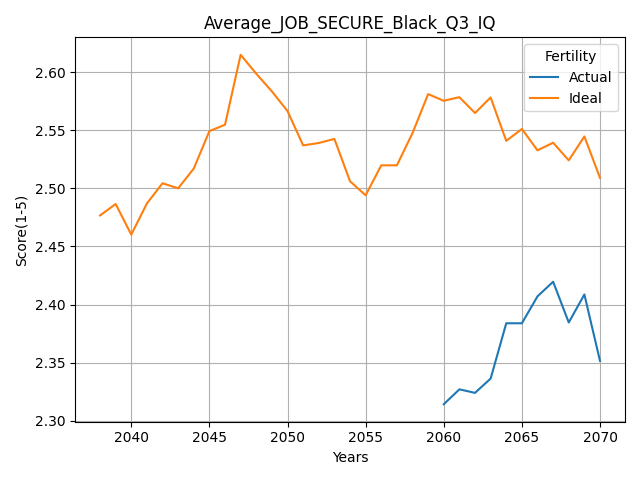 Average_JOB_SECURE_Black_Q3_IQ
Fertility
Actual
Ideal
Score(1-5)
2.60
2.55
2.50
2.45
2.40
2.35
2.30
2040 2045 2050 2055 2060 2065 2070
Years